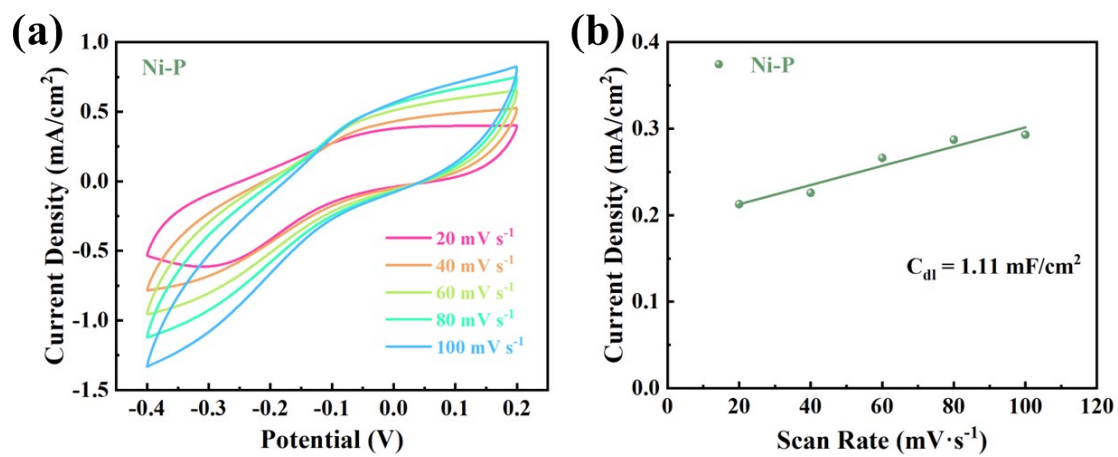 (a)
Current Density (mA/cm²)
1.0
0.5
0.0
-0.5
-1.0
-1.5
Ni-P
20 mV s⁻¹
40 mV s⁻¹
60 mV s⁻¹
80 mV s⁻¹
100 mV s⁻¹
-0.4 -0.3 -0.2 -0.1 0.0 0.1 0.2
Potential (V)
(b)
Current Density (mA/cm²)
0.4
0.3
0.2
0.1
0.0
Ni-P
C_dl = 1.11 mF/cm²
0 20 40 60 80 100 120
Scan Rate (mV·s⁻¹)